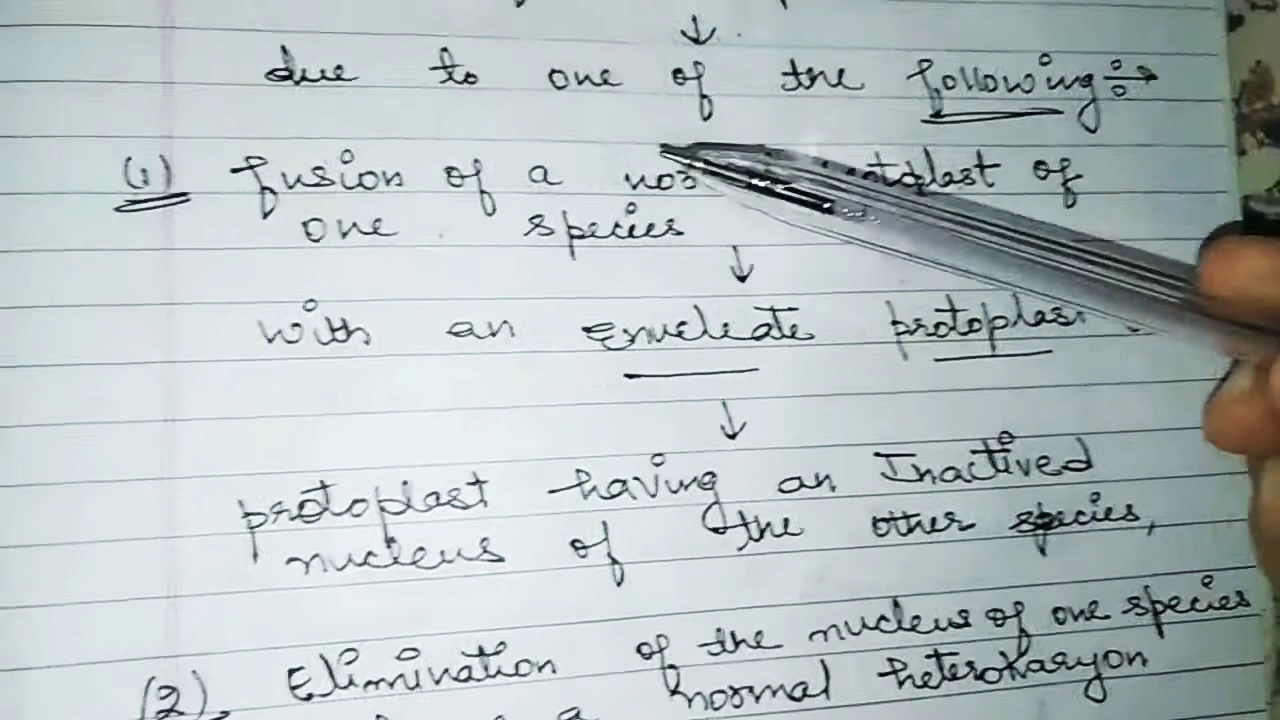 due to one of the following
(1) fusion of a of
one species
with an Enucleate
protoplast having an Inactived
nucleus of the other species,
(2). Elimination of the nucleus of one species
a normal heterokaryon